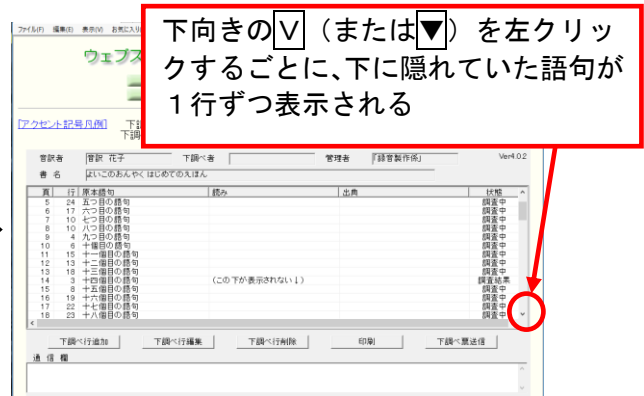 下向きの∨（または▼）を左クリッ
クするごとに、下に隠れていた語句が
１行ずつ表示される
ファイル(F) 編集(E) 表示(V) お気に入り
ウェブス
[アクセント記号凡例] 下
下調
音訳者 音訳 花子 下調べ者 管理者 『録音製作係』 Ver4.0.2
書 名 よいこのおんやく はじめてのえほん
頁 行 原本語句 読み 出典 状態
5 24 五つ目の語句 調査中
6 17 六つ目の語句 調査中
7 10 七つ目の語句 調査中
8 10 八つ目の語句 調査中
9 4 九つ目の語句 調査中
10 6 十個目の語句 調査中
11 15 十一個目の語句 調査中
12 13 十二個目の語句 調査中
13 18 十三個目の語句 調査中
14 3 十四個目の語句 (この下が表示されない↓) 調査結果
15 8 十五個目の語句 調査中
16 19 十六個目の語句 調査中
17 22 十七個目の語句 調査中
18 23 十八個目の語句 調査中
下調べ行追加 下調べ行編集 下調べ行削除 印刷 下調べ票送信
通 信 欄